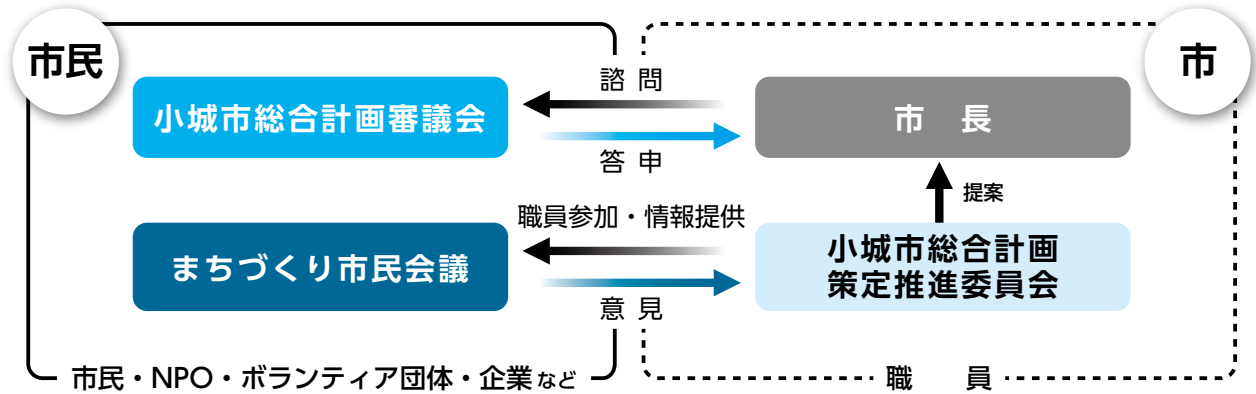 市民
市
諮問
小城市総合計画審議会
市　長
答申
提案
職員参加・情報提供
まちづくり市民会議
小城市総合計画
策定推進委員会
意見
市民・NPO・ボランティア団体・企業など
職　員